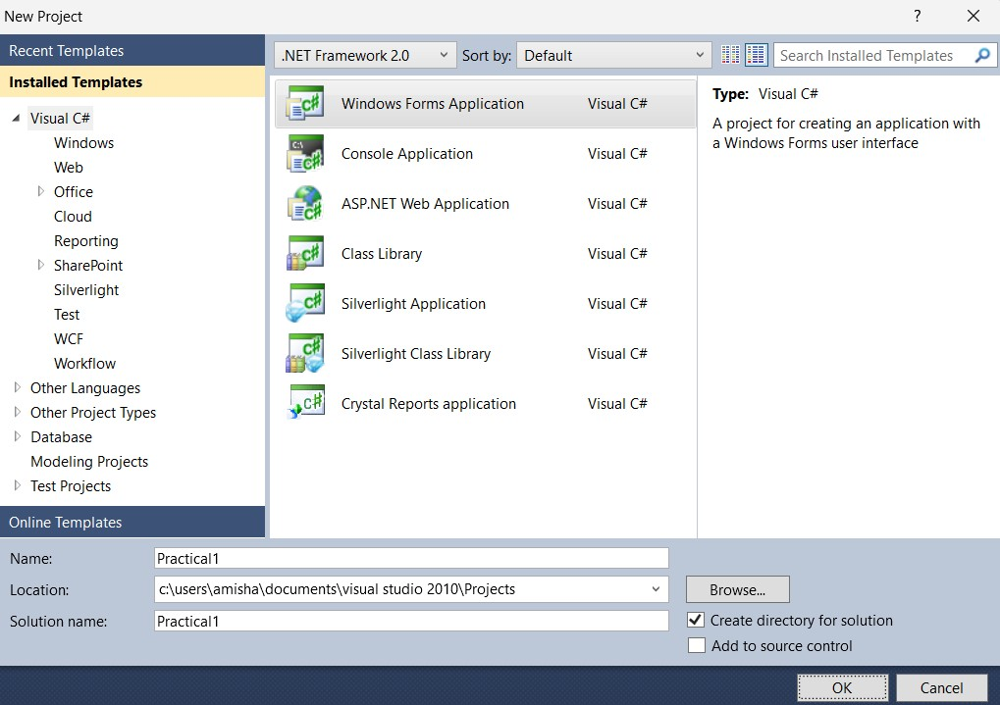 New Project
?
Recent Templates
Installed Templates
Visual C#
Windows
Web
Office
Cloud
Reporting
SharePoint
Silverlight
Test
WCF
Workflow
Other Languages
Other Project Types
Database
Modeling Projects
Test Projects
Online Templates
.NET Framework 2.0
Sort by:
Default
Search Installed Templates
Windows Forms Application Visual C#
Console Application Visual C#
ASP.NET Web Application Visual C#
Class Library Visual C#
Silverlight Application Visual C#
Silverlight Class Library Visual C#
Crystal Reports application Visual C#
Type: Visual C#
A project for creating an application with
a Windows Forms user interface
Name: Practical1
Location: c:\users\amisha\documents\visual studio 2010\Projects
Browse...
Solution name: Practical1
Create directory for solution
Add to source control
OK
Cancel